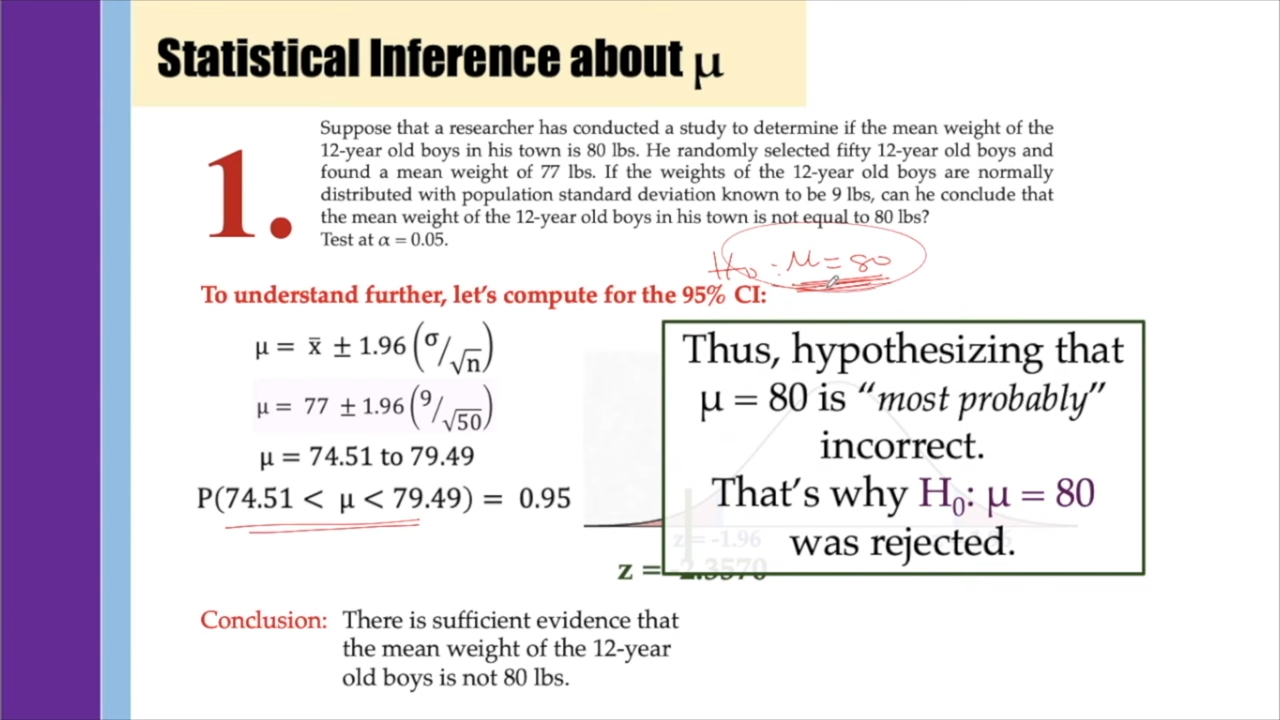 Statistical Inference about μ
1.
Suppose that a researcher has conducted a study to determine if the mean weight of the
12-year old boys in his town is 80 lbs. He randomly selected fifty 12-year old boys and
found a mean weight of 77 lbs. If the weights of the 12-year old boys are normally
distributed with population standard deviation known to be 9 lbs, can he conclude that
the mean weight of the 12-year old boys in his town is not equal to 80 lbs?
Test at α = 0.05.
H₀ : μ = 80
To understand further, let's compute for the 95% CI:
μ = x̄ ± 1.96 (σ/√n)
μ = 77 ± 1.96 (9/√50)
μ = 74.51 to 79.49
P(74.51 < μ < 79.49) = 0.95
Thus, hypothesizing that
μ = 80 is “most probably”
incorrect.
That's why H₀: μ = 80
was rejected.
z = -1.96
z = -2.3570
Conclusion: There is sufficient evidence that
the mean weight of the 12-year
old boys is not 80 lbs.